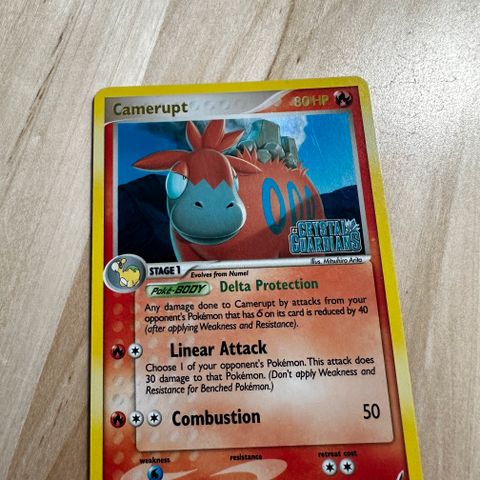 Camerupt 80 HP
CRYSTAL GUARDIANS
Illus. Mitsuhiro Arita
STAGE 1 Evolves from Numel
Poké-BODY Delta Protection
Any damage done to Camerupt by attacks from your
opponent's Pokémon that has δ on its card is reduced by 40
(after applying Weakness and Resistance).
Linear Attack
Choose 1 of your opponent's Pokémon. This attack does
30 damage to that Pokémon. (Don't apply Weakness and
Resistance for Benched Pokémon.)
Combustion 50
weakness resistance retreat cost